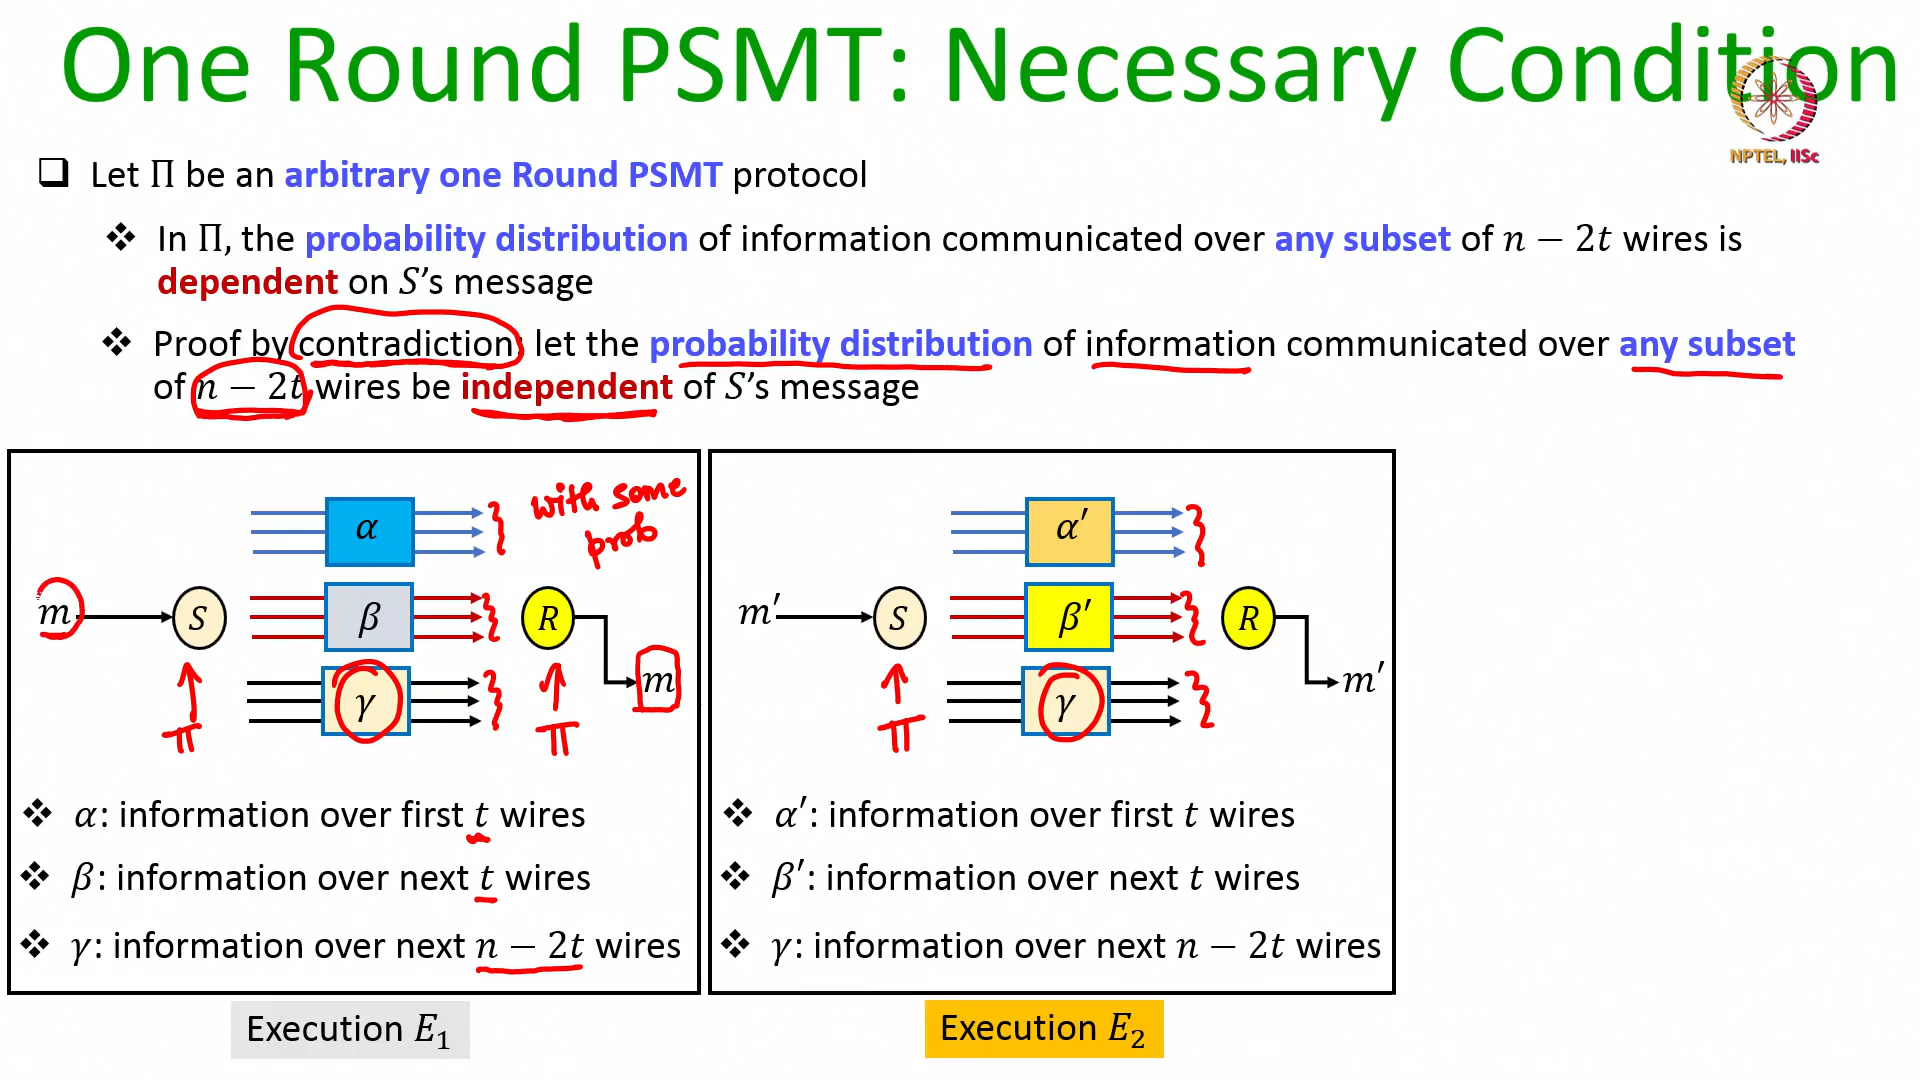 One Round PSMT: Necessary Condition
NPTEL, IISc
❑ Let Π be an arbitrary one Round PSMT protocol
❖ In Π, the probability distribution of information communicated over any subset of n − 2t wires is
dependent on S's message
❖ Proof by contradiction: let the probability distribution of information communicated over any subset
of n − 2t wires be independent of S's message
α
with some
prob
m
S
β
R
γ
m
π
π
❖ α: information over first t wires
❖ β: information over next t wires
❖ γ: information over next n − 2t wires
Execution E₁
α′
m′
S
β′
R
γ
m′
π
❖ α′: information over first t wires
❖ β′: information over next t wires
❖ γ: information over next n − 2t wires
Execution E₂